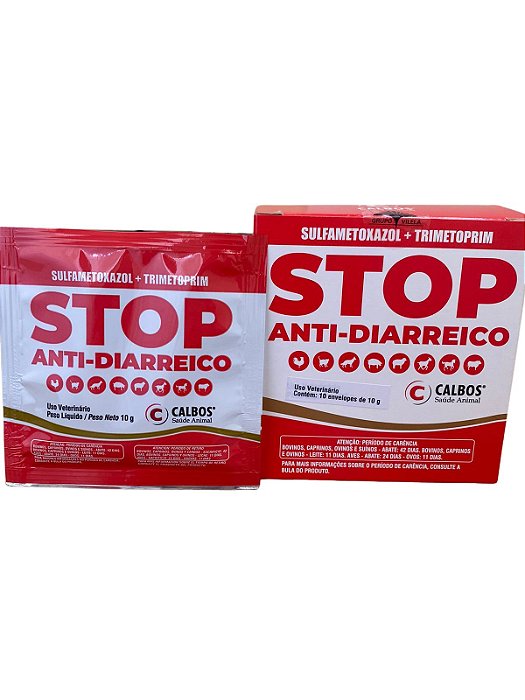 SULFAMETOXAZOL + TRIMETOPRIM
STOP
ANTI-DIARREICO
Uso Veterinário
Peso Líquido / Peso Neto 10 g
C CALBOS®
Saúde Animal
CALBOS
SULFAMETOXAZOL + TRIMETOPRIM
STOP
ANTI-DIARREICO
Uso Veterinário
Contém: 10 envelopes de 10 g
C CALBOS®
Saúde Animal
ATENÇÃO: PERÍODO DE CARÊNCIA
BOVINOS, CAPRINOS, OVINOS E SUÍNOS - ABATE: 42 DIAS. BOVINOS, CAPRINOS
E OVINOS - LEITE: 11 DIAS. AVES - ABATE: 24 DIAS - OVOS: 11 DIAS.
PARA MAIS INFORMAÇÕES SOBRE O PERÍODO DE CARÊNCIA, CONSULTE A
BULA DO PRODUTO.